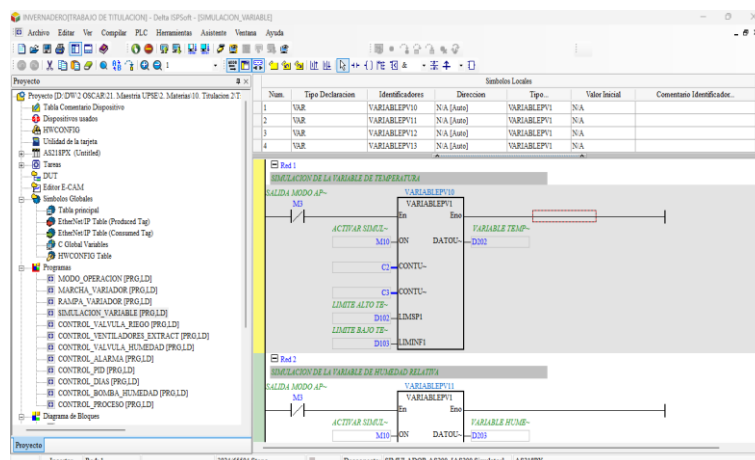 INVERNADERO[TRABAJO DE TITULACION] - Delta ISPSoft - [SIMULACION_VARIABLE]
Archivo Editar Ver Compilar PLC Herramientas Asistente Ventana Ayuda
Proyecto
Proyecto [D:\DW\2 OSCAR\21. Maestria UPSE\2. Materias\10. Titulacion 2\T
Tabla Comentario Dispositivo
Dispositivos usados
HWCONFIG
Utilidad de la tarjeta
AS218PX (Untitled)
Tareas
DUT
Editor E-CAM
Simbolos Globales
Tabla principal
EtherNet/IP Table (Produced Tag)
EtherNet/IP Table (Consumed Tag)
C Global Variables
HWCONFIG Table
Programas
MODO_OPERACION [PRG,LD]
MARCHA_VARIADOR [PRG,LD]
RAMPA_VARIADOR [PRG,LD]
SIMULACION_VARIABLE [PRG,LD]
CONTROL_VALVULA_RIEGO [PRG,LD]
CONTROL_VENTILADORES_EXTRACT [PRG,LD]
CONTROL_VALVULA_HUMEDAD [PRG,LD]
CONTROL_ALARMA [PRG,LD]
CONTROL_PID [PRG,LD]
CONTROL_DIAS [PRG,LD]
CONTROL_BOMBA_HUMEDAD [PRG,LD]
CONTROL_PROCESO [PRG,LD]
Diagrama de Bloques
Proyecto
Simbolos Locales
Num. Tipo Declaracion Identificadores Direccion Tipo... Valor Inicial Comentario Identificador...
1 VAR VARIABLEPV10 N/A [Auto] VARIABLEPV1 N/A
2 VAR VARIABLEPV11 N/A [Auto] VARIABLEPV1 N/A
3 VAR VARIABLEPV12 N/A [Auto] VARIABLEPV1 N/A
4 VAR VARIABLEPV13 N/A [Auto] VARIABLEPV1 N/A
Red 1
SIMULACION DE LA VARIABLE DE TEMPERATURA
SALIDA MODO AP~ VARIABLEPV10
M3 VARIABLEPV1
En Eno
ACTIVAR SIMUL~ VARIABLE TEMP~
M10 ON DATOU~ D202
C2 CONTU~
C3 CONTU~
LIMITE ALTO TE~
D102 LIMSP1
LIMITE BAJO TE~
D103 LIMINF1
Red 2
SIMULACION DE LA VARIABLE DE HUMEDAD RELATIVA
SALIDA MODO AP~ VARIABLEPV11
M3 VARIABLEPV1
En Eno
ACTIVAR SIMUL~ VARIABLE HUME~
M10 ON DATOU~ D203